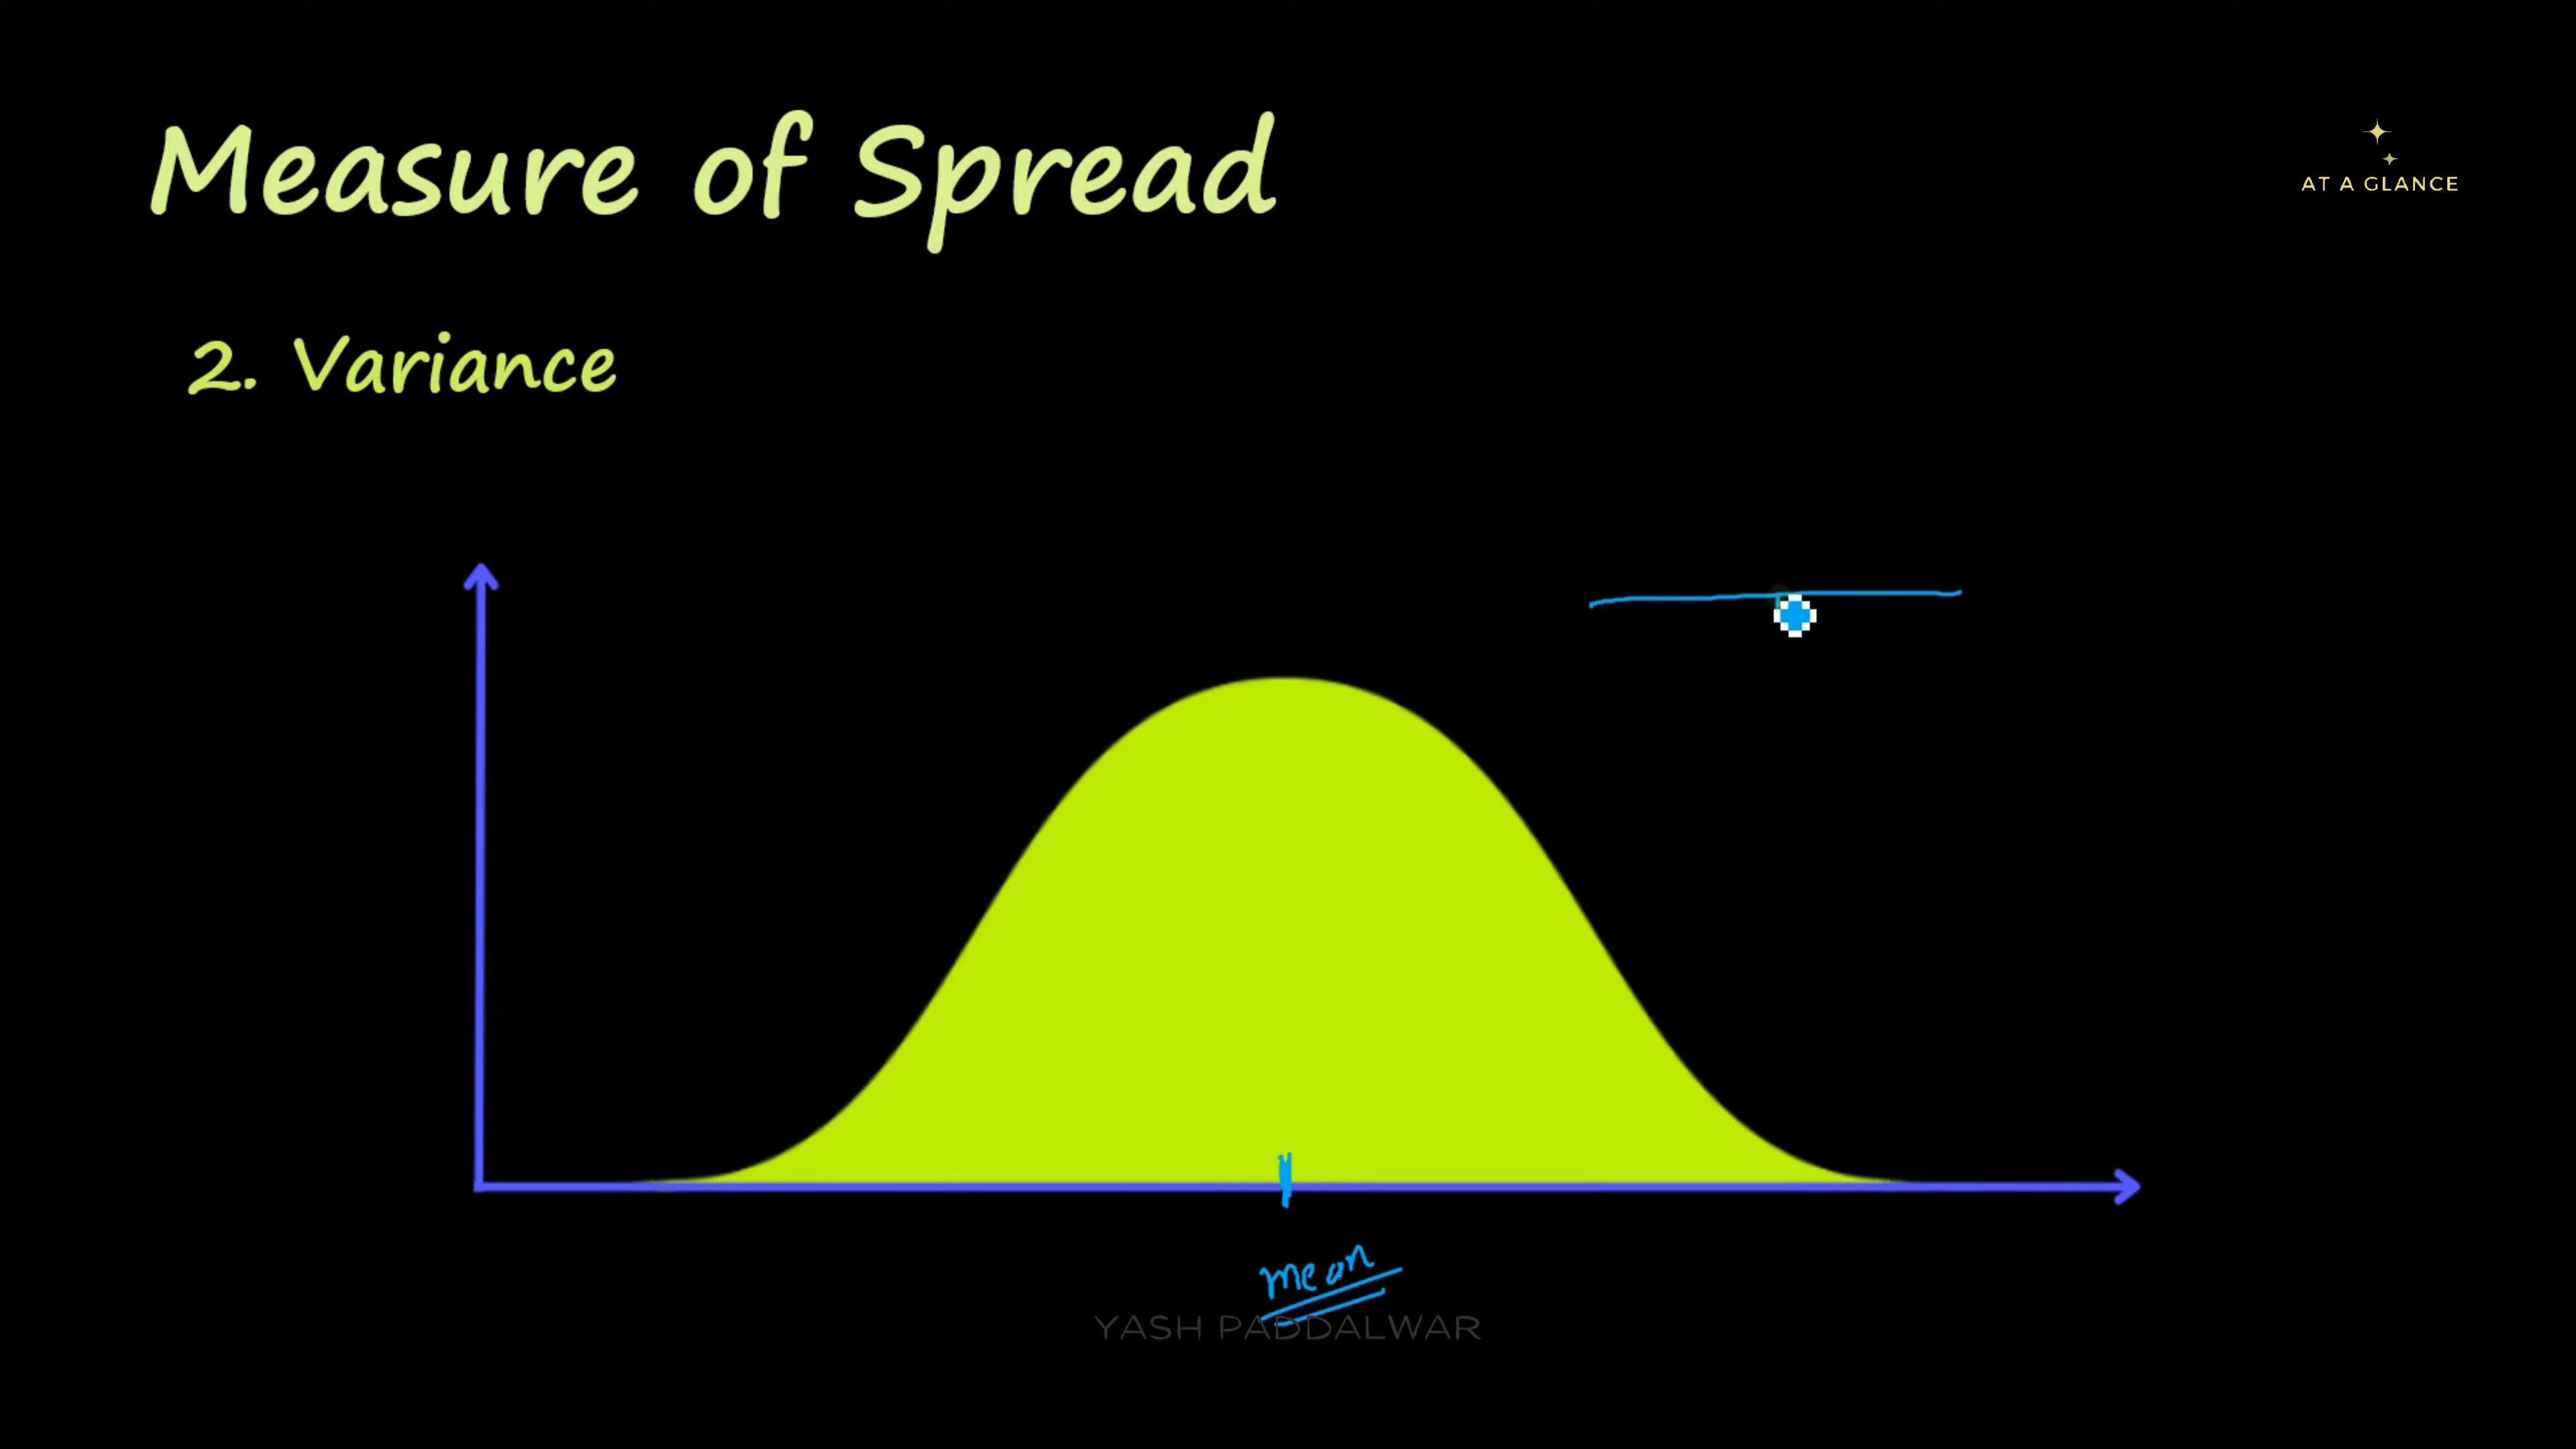 Measure of Spread
AT A GLANCE
2. Variance
mean
YASH PADDALWAR